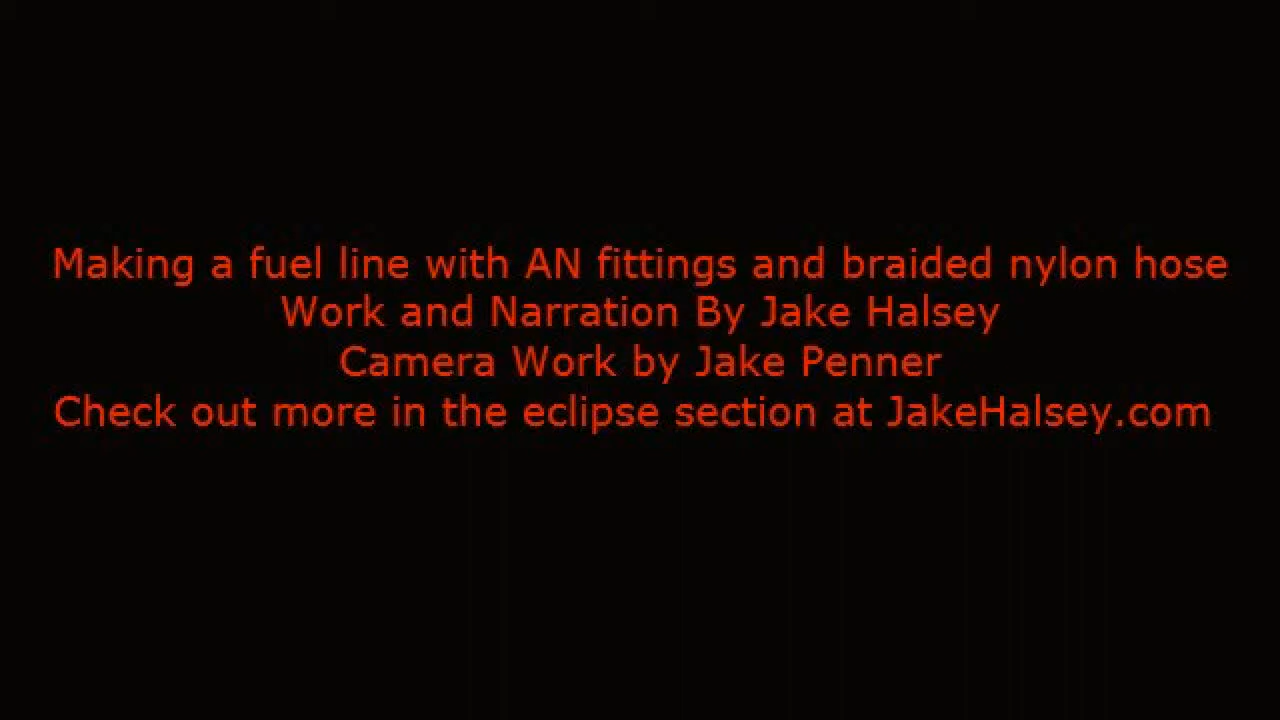 Making a fuel line with AN fittings and braided nylon hose
Work and Narration By Jake Halsey
Camera Work by Jake Penner
Check out more in the eclipse section at JakeHalsey.com